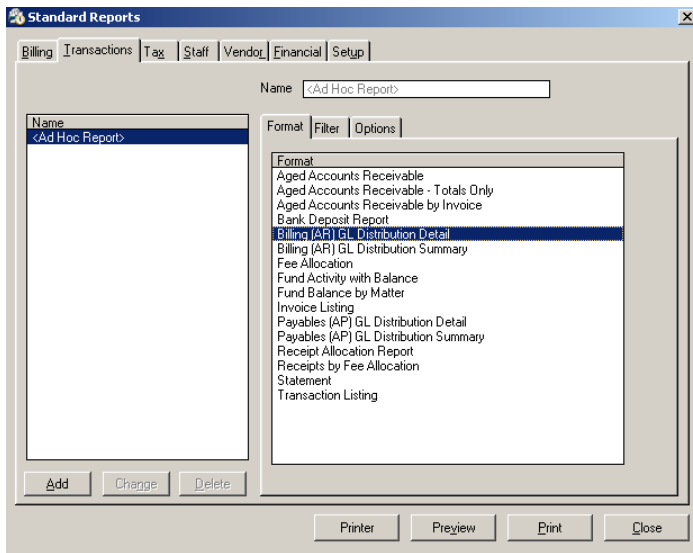 Standard Reports
Billing Transactions Tax Staff Vendor Financial Setup
Name <Ad Hoc Report>
Name
<Ad Hoc Report>
Format Filter Options
Format
Aged Accounts Receivable
Aged Accounts Receivable - Totals Only
Aged Accounts Receivable by Invoice
Bank Deposit Report
Billing (AR) GL Distribution Detail
Billing (AR) GL Distribution Summary
Fee Allocation
Fund Activity with Balance
Fund Balance by Matter
Invoice Listing
Payables (AP) GL Distribution Detail
Payables (AP) GL Distribution Summary
Receipt Allocation Report
Receipts by Fee Allocation
Statement
Transaction Listing
Add Change Delete
Printer Preview Print Close